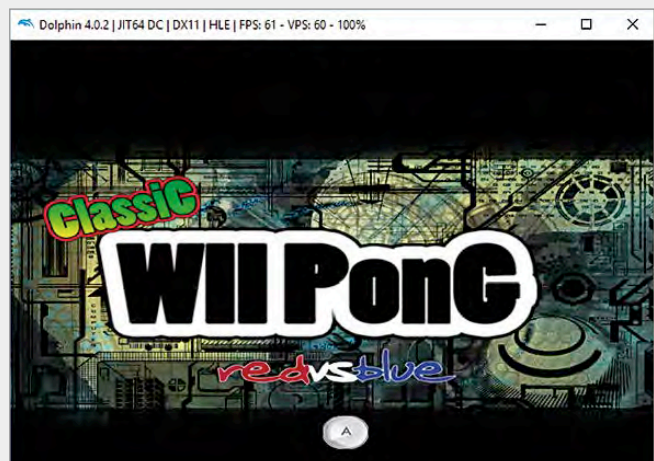 Dolphin 4.0.2 | JIT64 DC | DX11 | HLE | FPS: 61 - VPS: 60 - 100%
ClassiC
WII PonG
redvsblue
A